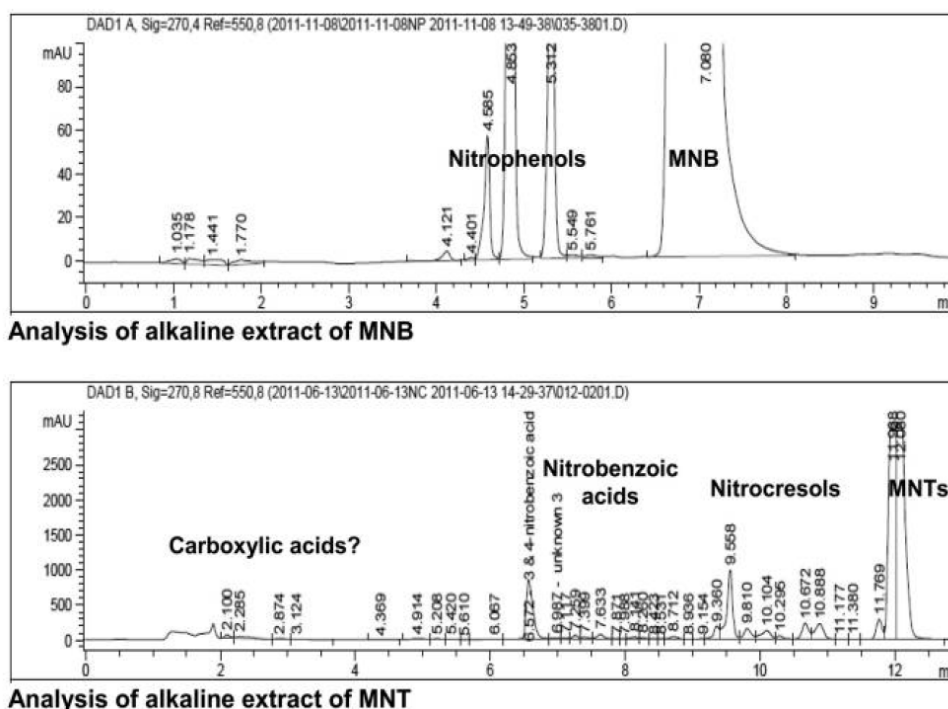 DAD1 A, Sig=270,4 Ref=550,8 (2011-11-08\2011-11-08NP 2011-11-08 13-49-38\035-3801.D)
mAU
80
60
40
20
0
1.035
1.178
1.441
1.770
4.121
4.401
4.585
4.853
5.312
5.549
5.761
7.080
Nitrophenols
MNB
0 1 2 3 4 5 6 7 8 9 m
Analysis of alkaline extract of MNB
DAD1 B, Sig=270,8 Ref=550,8 (2011-06-13\2011-06-13NC 2011-06-13 14-29-37\012-0201.D)
mAU
2500
2000
1500
1000
500
0
Carboxylic acids?
Nitrobenzoic
acids
Nitrocresols
MNTs
2.100
2.285
2.874
3.124
4.369
4.914
5.208
5.420
5.610
6.067
6.572 - 3 & 4-nitrobenzoic acid
6.987 - unknown 3
7.399
7.633
8.712
8.936
9.154
9.360
9.558
9.810
10.104
10.295
10.672
10.888
11.177
11.380
11.769
0 2 4 6 8 10 12 m
Analysis of alkaline extract of MNT